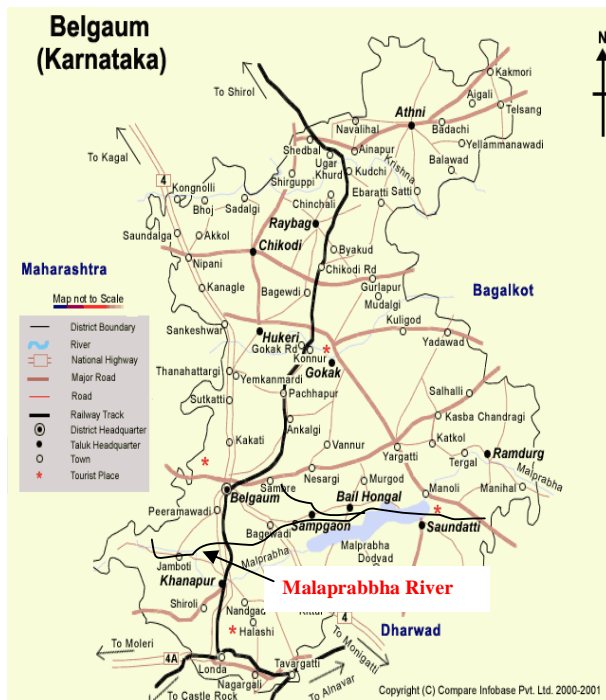 Belgaum
(Karnataka)
N
To Shirol
Kakmori
Aigali
Telsang
Athni
Navalihal
Badachi
Yellammanawadi
To Kagal
Shedbal
Ainapur
Ugar
Khurd
Kudchi
Balawad
Krishna
4
Kongnolli
Shirguppi
Ebaratti
Satti
Bhoj
Sadalgi
Chinchali
Raybag
Saundalga
Akkol
Chikodi
Byakud
Nipani
Chikodi Rd
Maharashtra
Kanagle
Bagewdi
Gurlapur
Mudalgi
Bagalkot
Map not to Scale
District Boundary
River
National Highway
Major Road
Road
Railway Track
District Headquarter
Taluk Headquarter
Town
Tourist Place
Sankeshwar
Hukeri
Gokak Rd
Konnur
Gokak
Kuligod
Yadawad
Thanahattargi
Yemkanmardi
Sutkatti
Pachhapur
Salhalli
Kasba Chandragi
Ankalgi
Kakati
Vannur
Yargatti
Katkol
Tergal
Ramdurg
Malprabha
Nesargi
Sambre
Murgod
Manoli
Manihal
Belgaum
Bail Hongal
Peeramawadi
Sampgaon
Saundatti
Bagewadi
Malprabha
Malprabha
Dodvad
Jamboti
Khanapur
Malaprabbha River
Shiroli
Nandgad
Kittur
4
Halashi
Dharwad
To Moleri
4A
Londa
Tavargatti
To Monigatti
Nagargali
To Castle Rock
To Alnavar
Copyright (C) Compare Infobase Pvt. Ltd. 2000-2001